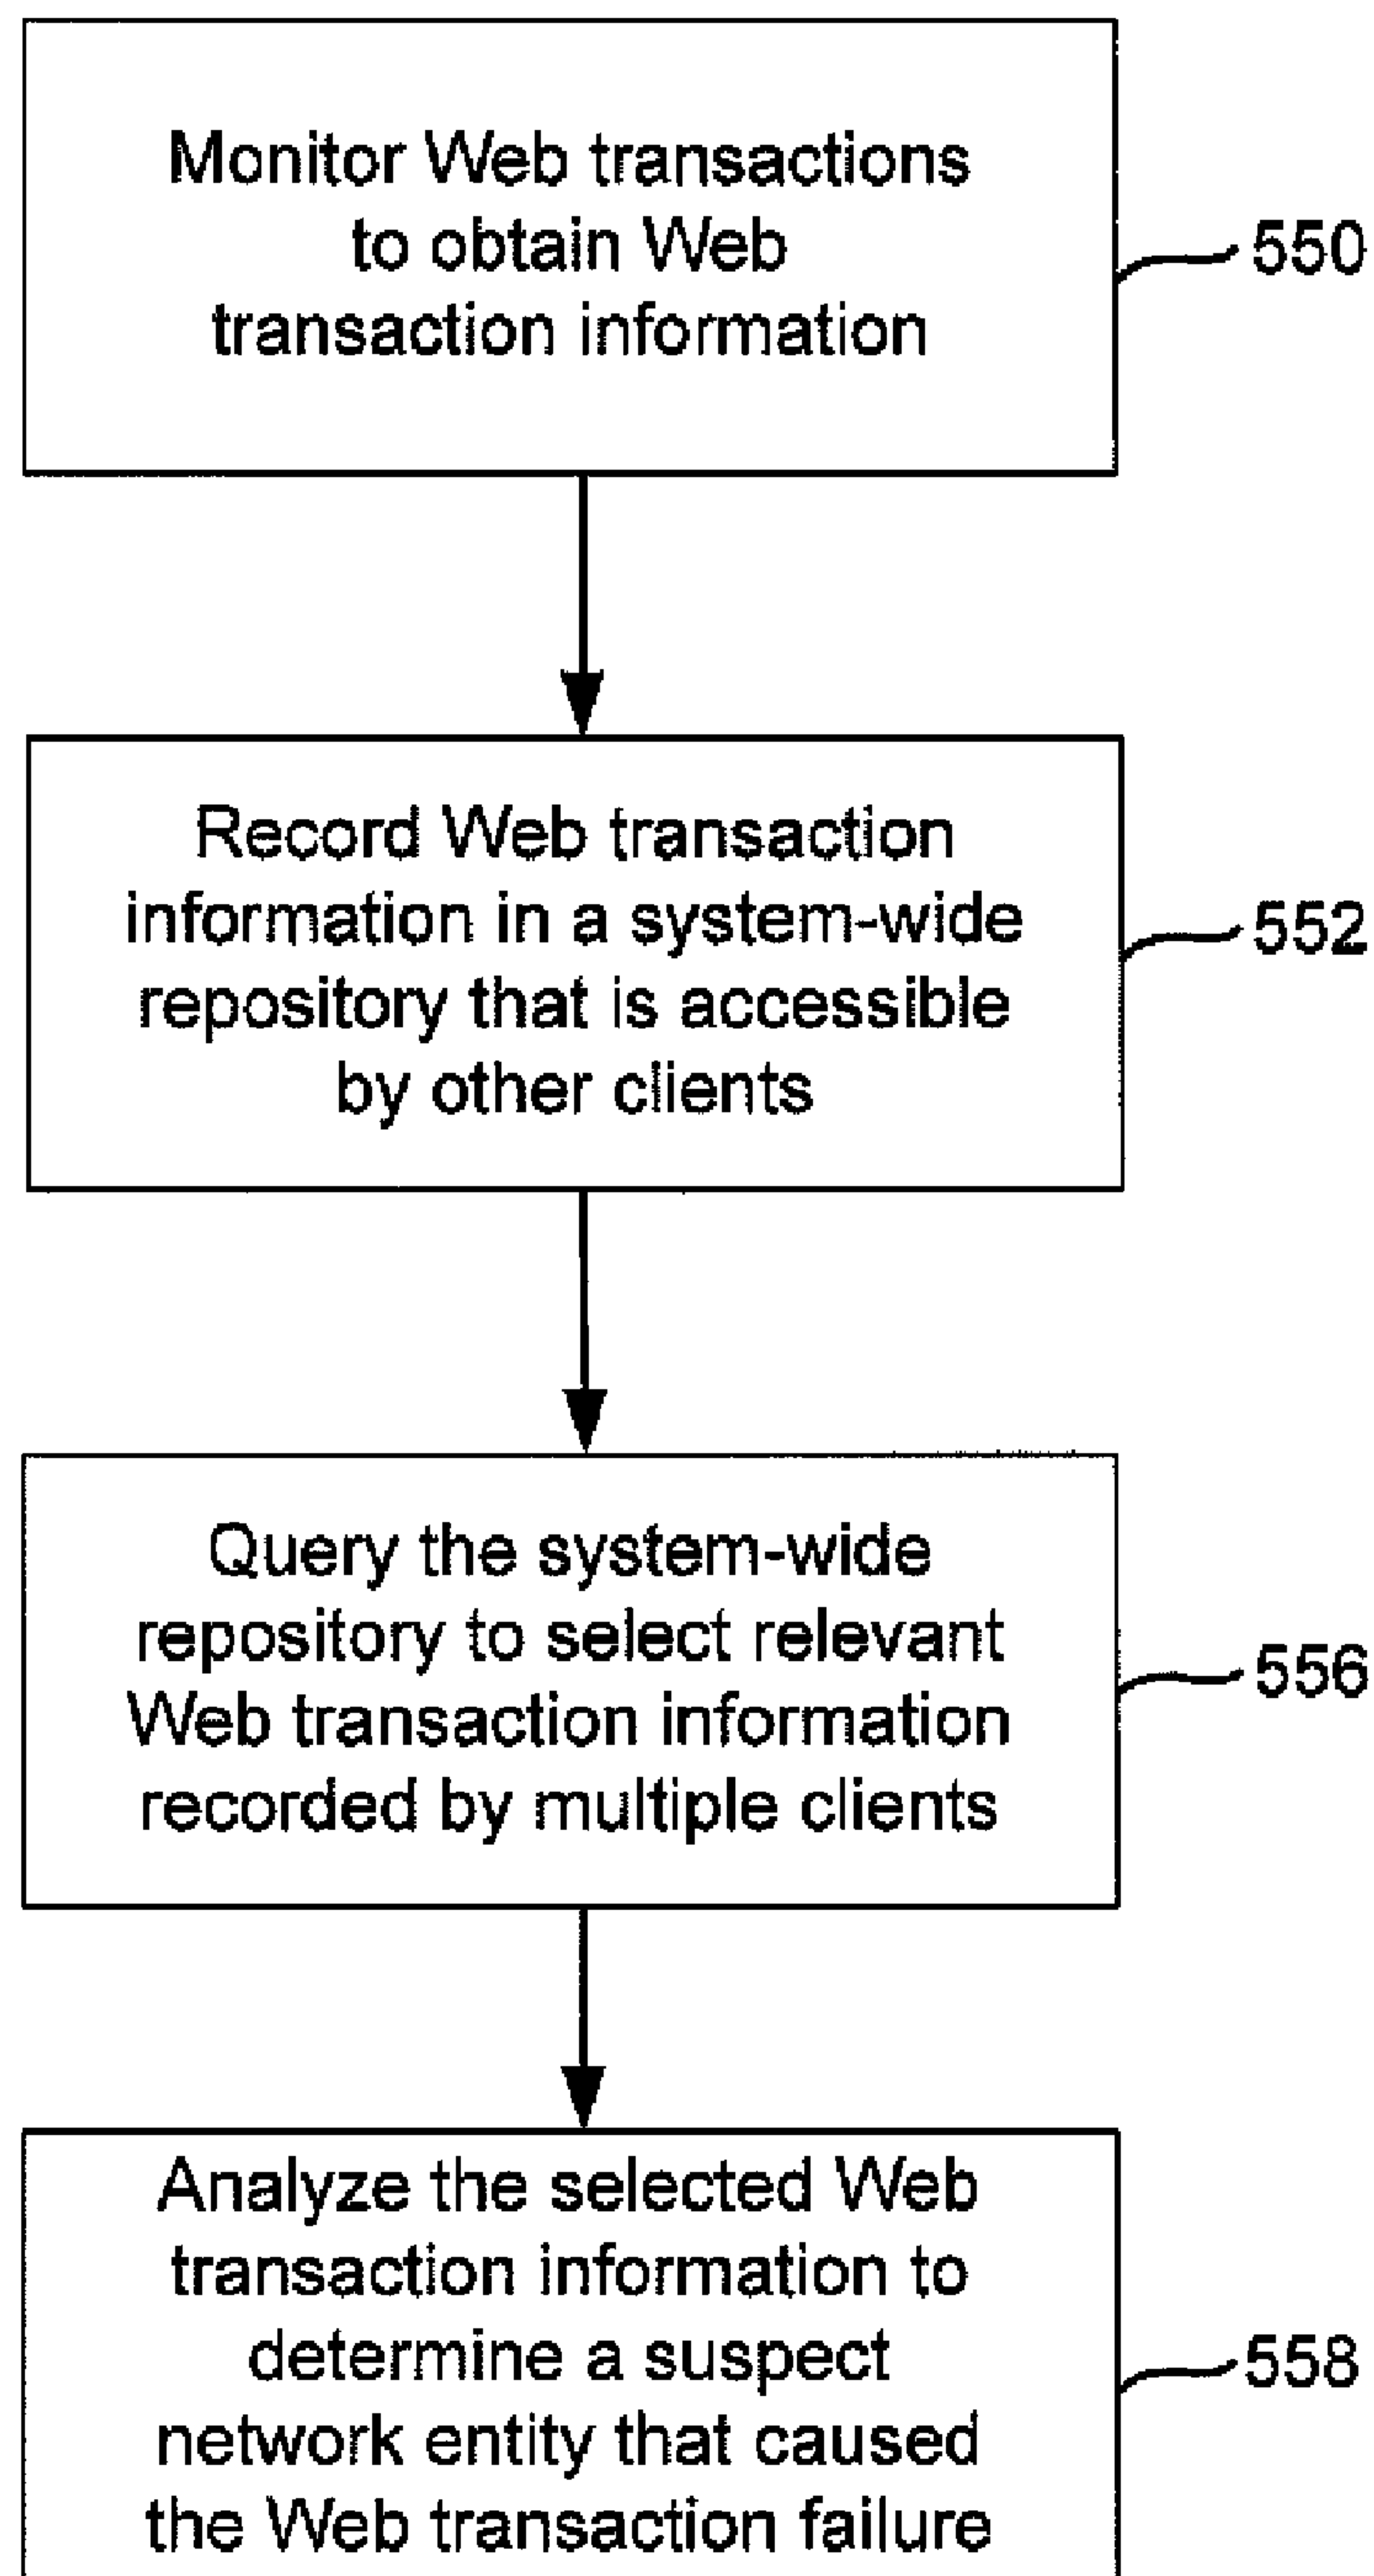 Monitor Web transactions
to obtain Web
transaction information
550
Record Web transaction
information in a system-wide
repository that is accessible
by other clients
552
Query the system-wide
repository to select relevant
Web transaction information
recorded by multiple clients
556
Analyze the selected Web
transaction information to
determine a suspect
network entity that caused
the Web transaction failure
558